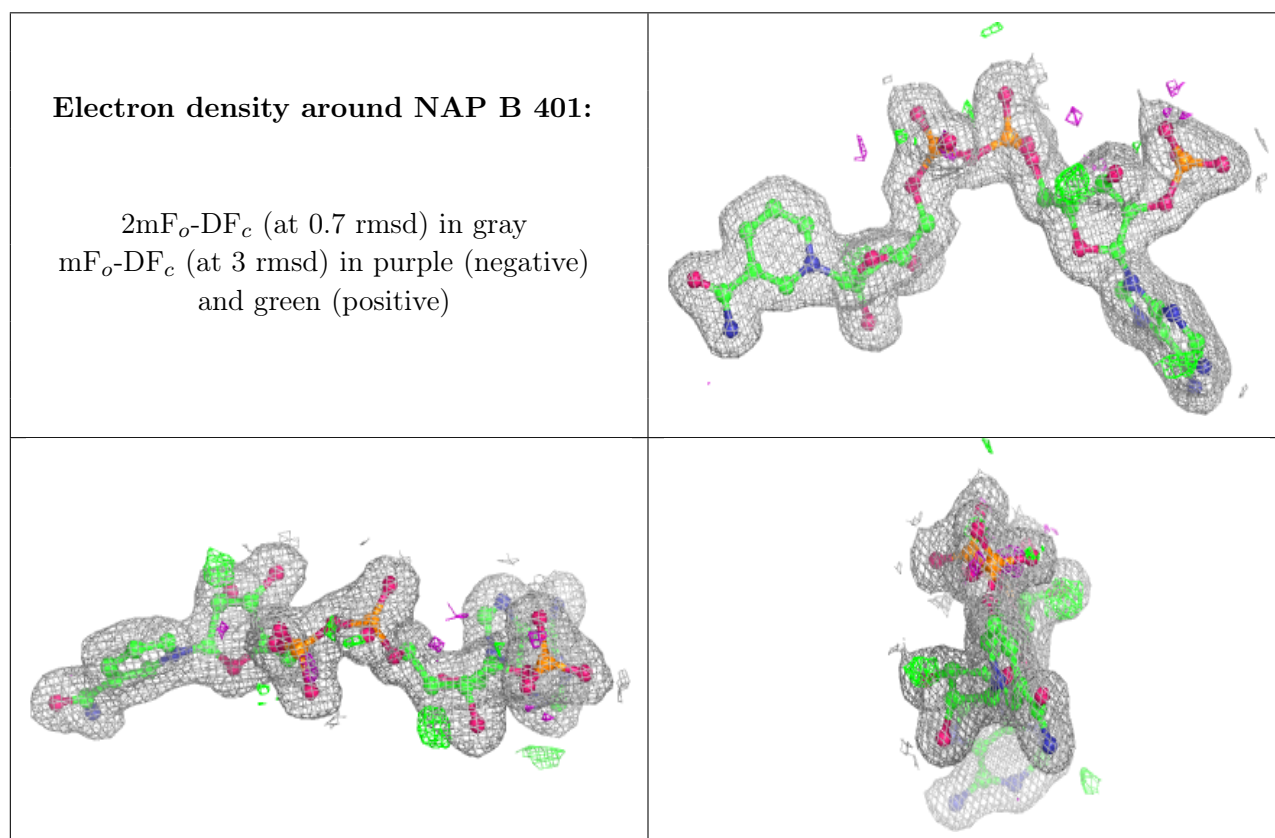 Electron density around NAP B 401:
2mFₒ-DF𝒸 (at 0.7 rmsd) in gray
mFₒ-DF𝒸 (at 3 rmsd) in purple (negative)
and green (positive)